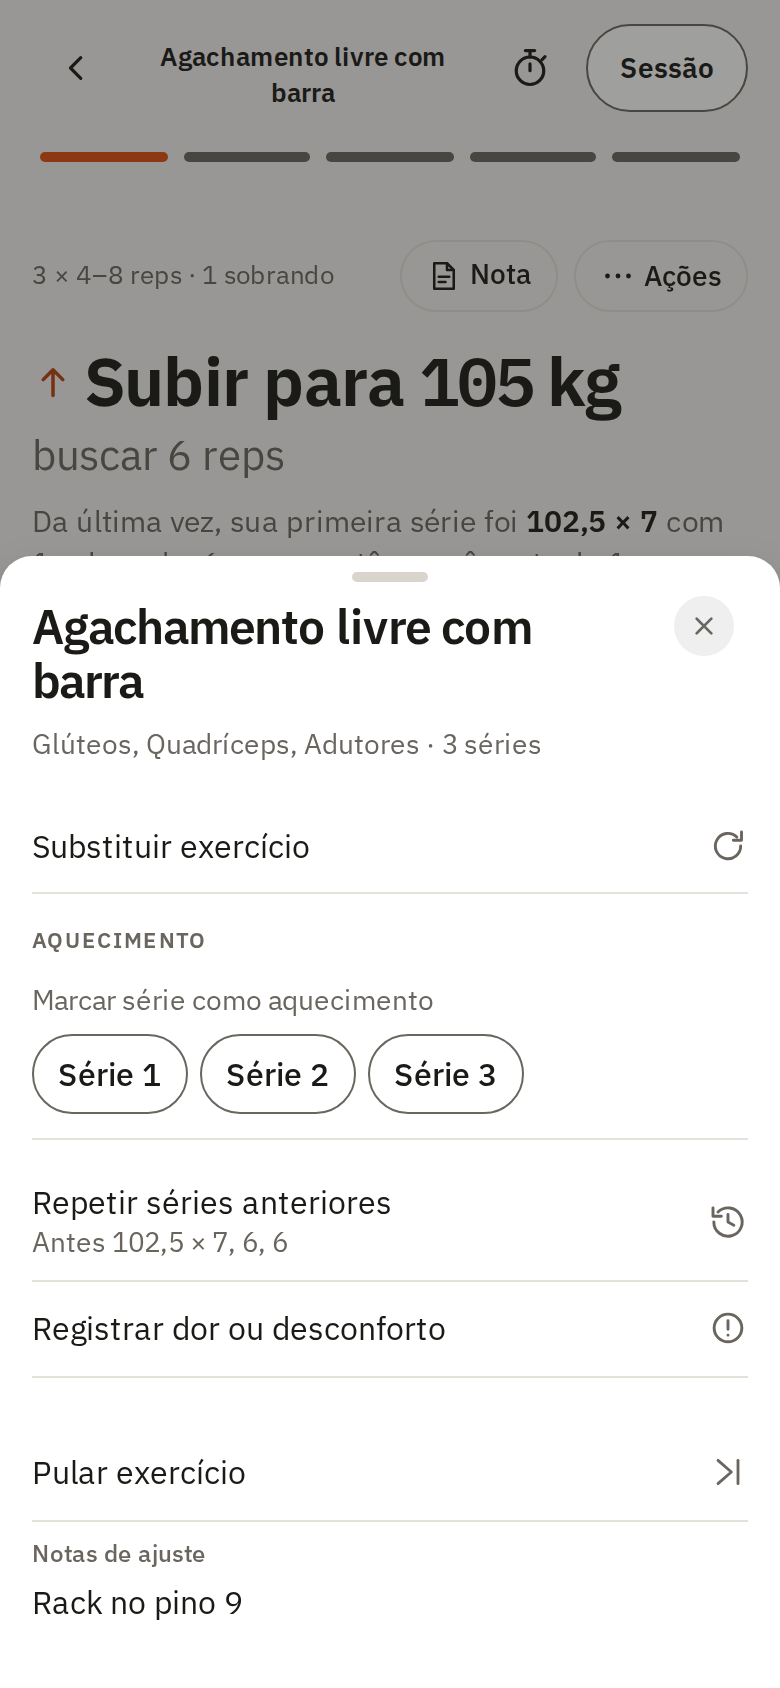 Agachamento livre com
barra
Sessão
3 × 4–8 reps · 1 sobrando
Nota
Ações
Subir para 105 kg
buscar 6 reps
Da última vez, sua primeira série foi 102,5 × 7 com
Agachamento livre com
barra
Glúteos, Quadríceps, Adutores · 3 séries
Substituir exercício
AQUECIMENTO
Marcar série como aquecimento
Série 1
Série 2
Série 3
Repetir séries anteriores
Antes 102,5 × 7, 6, 6
Registrar dor ou desconforto
Pular exercício
Notas de ajuste
Rack no pino 9